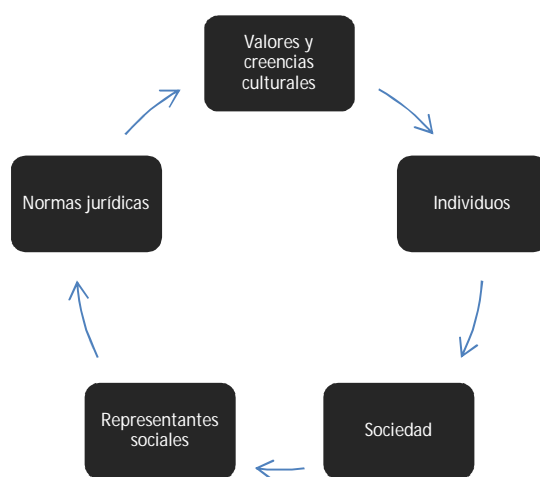 Valores y
creencias
culturales
Individuos
Sociedad
Representantes
sociales
Normas jurídicas